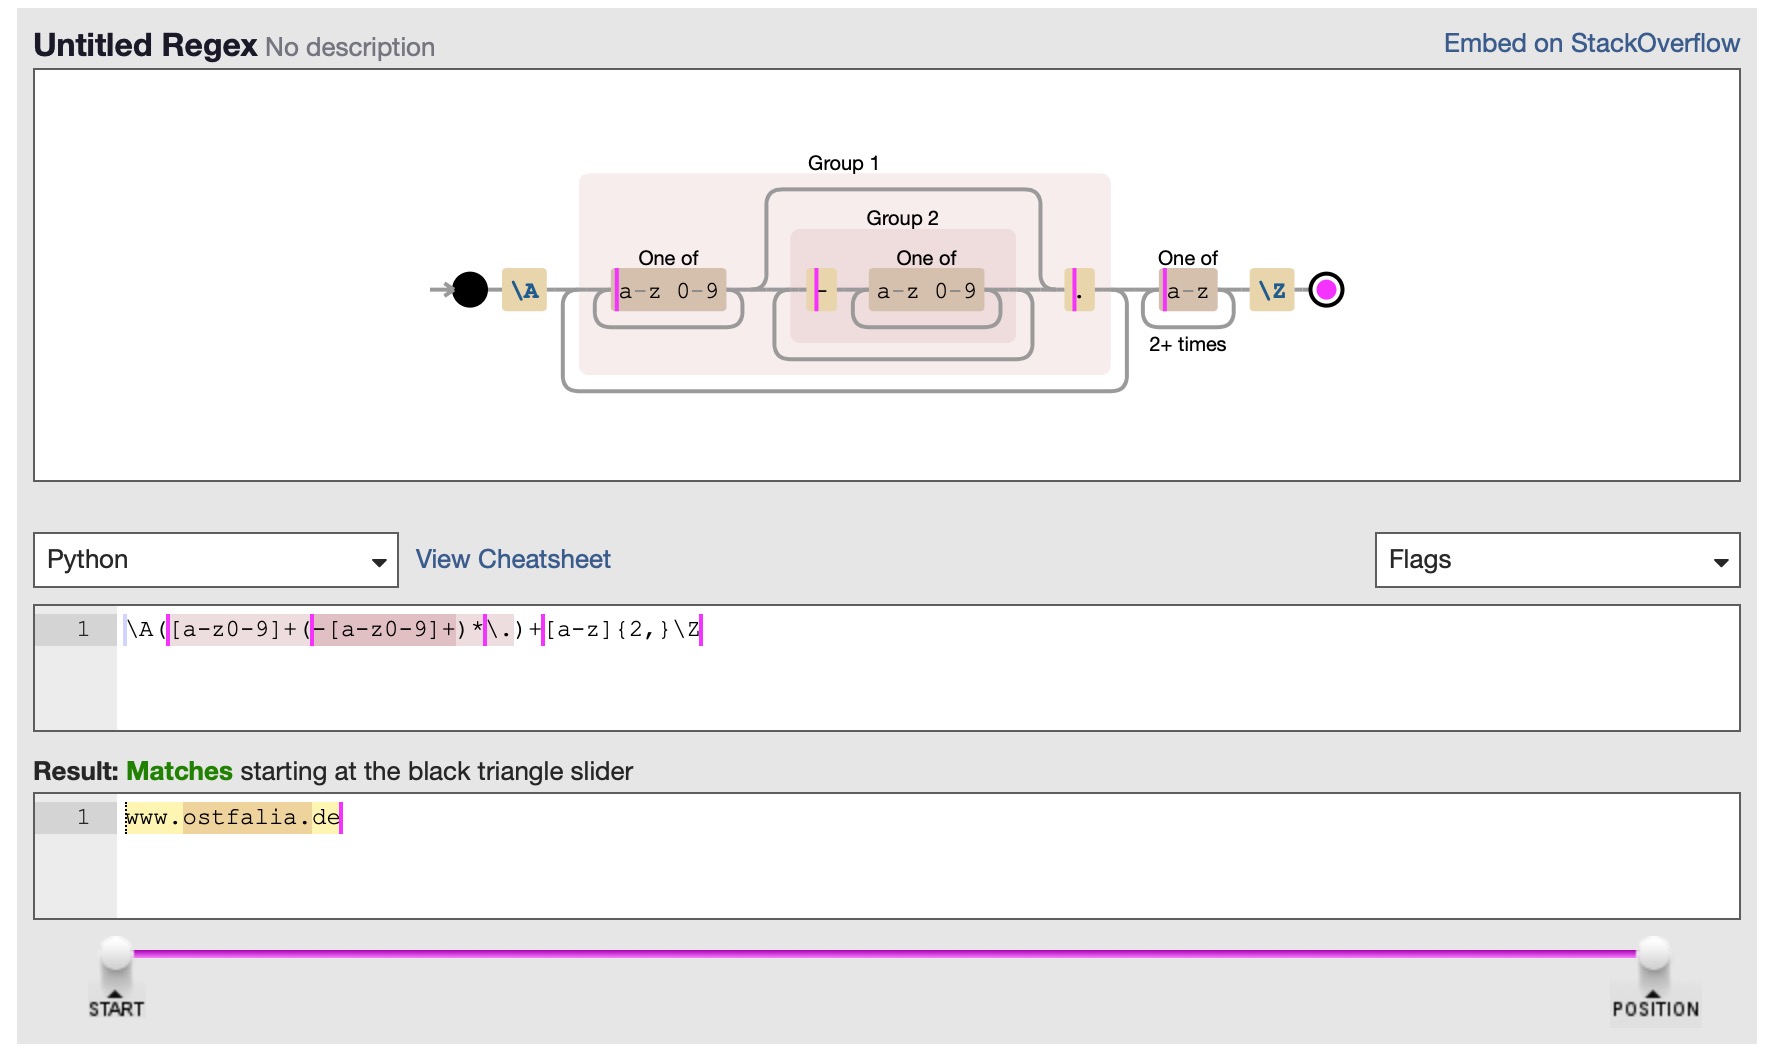 Untitled Regex No description
Embed on StackOverflow
Group 1
Group 2
One of
One of
One of
\A
a-z 0-9
-
a-z 0-9
.
a-z
\Z
2+ times
Python
View Cheatsheet
Flags
1 \A([a-z0-9]+(-[a-z0-9]+)*\.)+[a-z]{2,}\Z
Result: Matches starting at the black triangle slider
1 www.ostfalia.de
START
POSITION